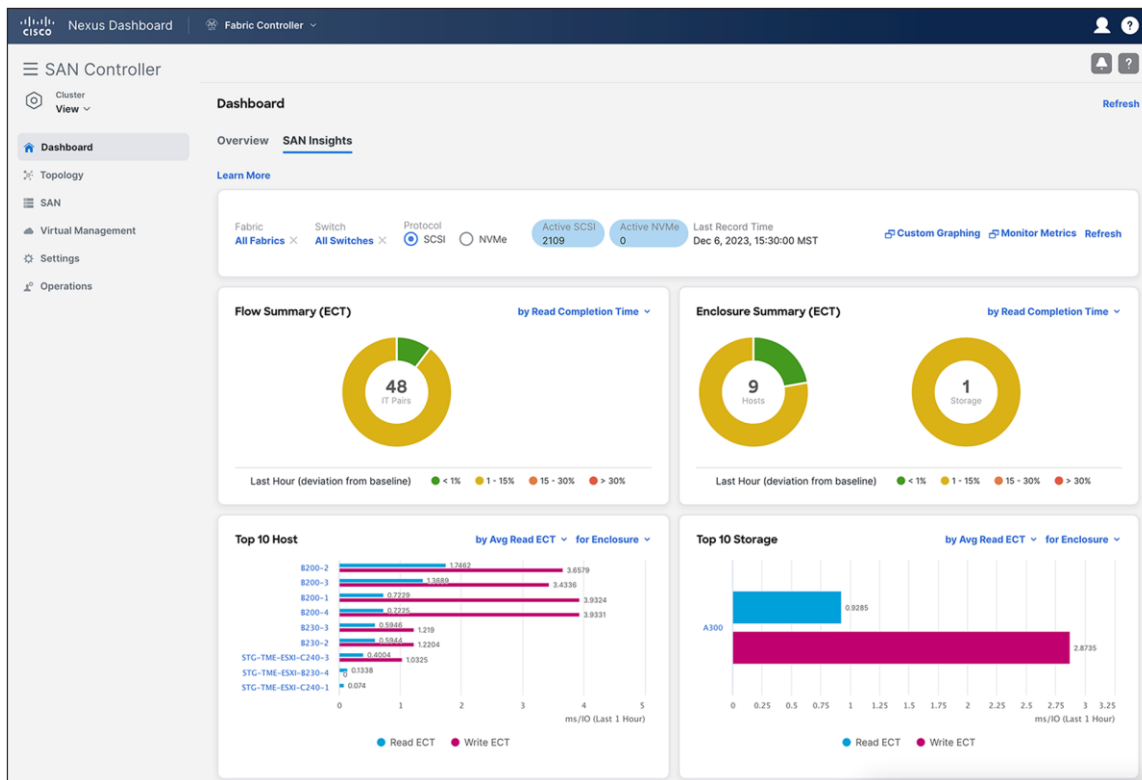 cisco Nexus Dashboard Fabric Controller
SAN Controller
Cluster
View
Dashboard
Topology
SAN
Virtual Management
Settings
Operations
Dashboard
Refresh
Overview SAN Insights
Learn More
Fabric
All Fabrics
Switch
All Switches
Protocol
SCSI NVMe
Active SCSI
2109
Active NVMe
0
Last Record Time
Dec 6, 2023, 15:30:00 MST
Custom Graphing Monitor Metrics Refresh
Flow Summary (ECT) by Read Completion Time
48
IT Pairs
Last Hour (deviation from baseline) < 1% 1 - 15% 15 - 30% > 30%
Enclosure Summary (ECT) by Read Completion Time
9
Hosts
1
Storage
Last Hour (deviation from baseline) < 1% 1 - 15% 15 - 30% > 30%
Top 10 Host by Avg Read ECT for Enclosure
B200-2 1.7462
3.6579
B200-3 1.3689
3.4336
B200-1 0.7229
3.9324
B200-4 0.7225
3.9331
B230-3 0.5946
1.219
B230-2 0.5944
1.2204
STG-TME-ESXI-C240-3 0.4004
1.0325
STG-TME-ESXI-B230-4 0.1338
0
STG-TME-ESXI-C240-1 0.074
0 1 2 3 4 5
ms/IO (Last 1 Hour)
Read ECT Write ECT
Top 10 Storage by Avg Read ECT for Enclosure
0.9285
A300
2.8735
0 0.25 0.5 0.75 1 1.25 1.5 1.75 2 2.25 2.5 2.75 3 3.25
ms/IO (Last 1 Hour)
Read ECT Write ECT